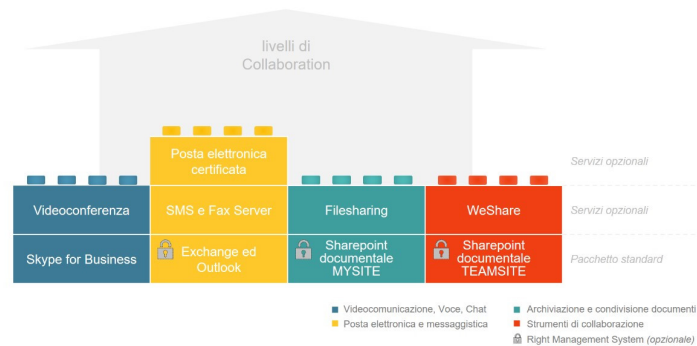 livelli di
Collaboration
Posta elettronica
certificata
Servizi opzionali
Videoconferenza
SMS e Fax Server
Filesharing
WeShare
Servizi opzionali
Skype for Business
Exchange ed
Outlook
Sharepoint
documentale
MYSITE
Sharepoint
documentale
TEAMSITE
Pacchetto standard
Videocomunicazione, Voce, Chat
Archiviazione e condivisione documenti
Posta elettronica e messaggistica
Strumenti di collaborazione
Right Management System (opzionale)